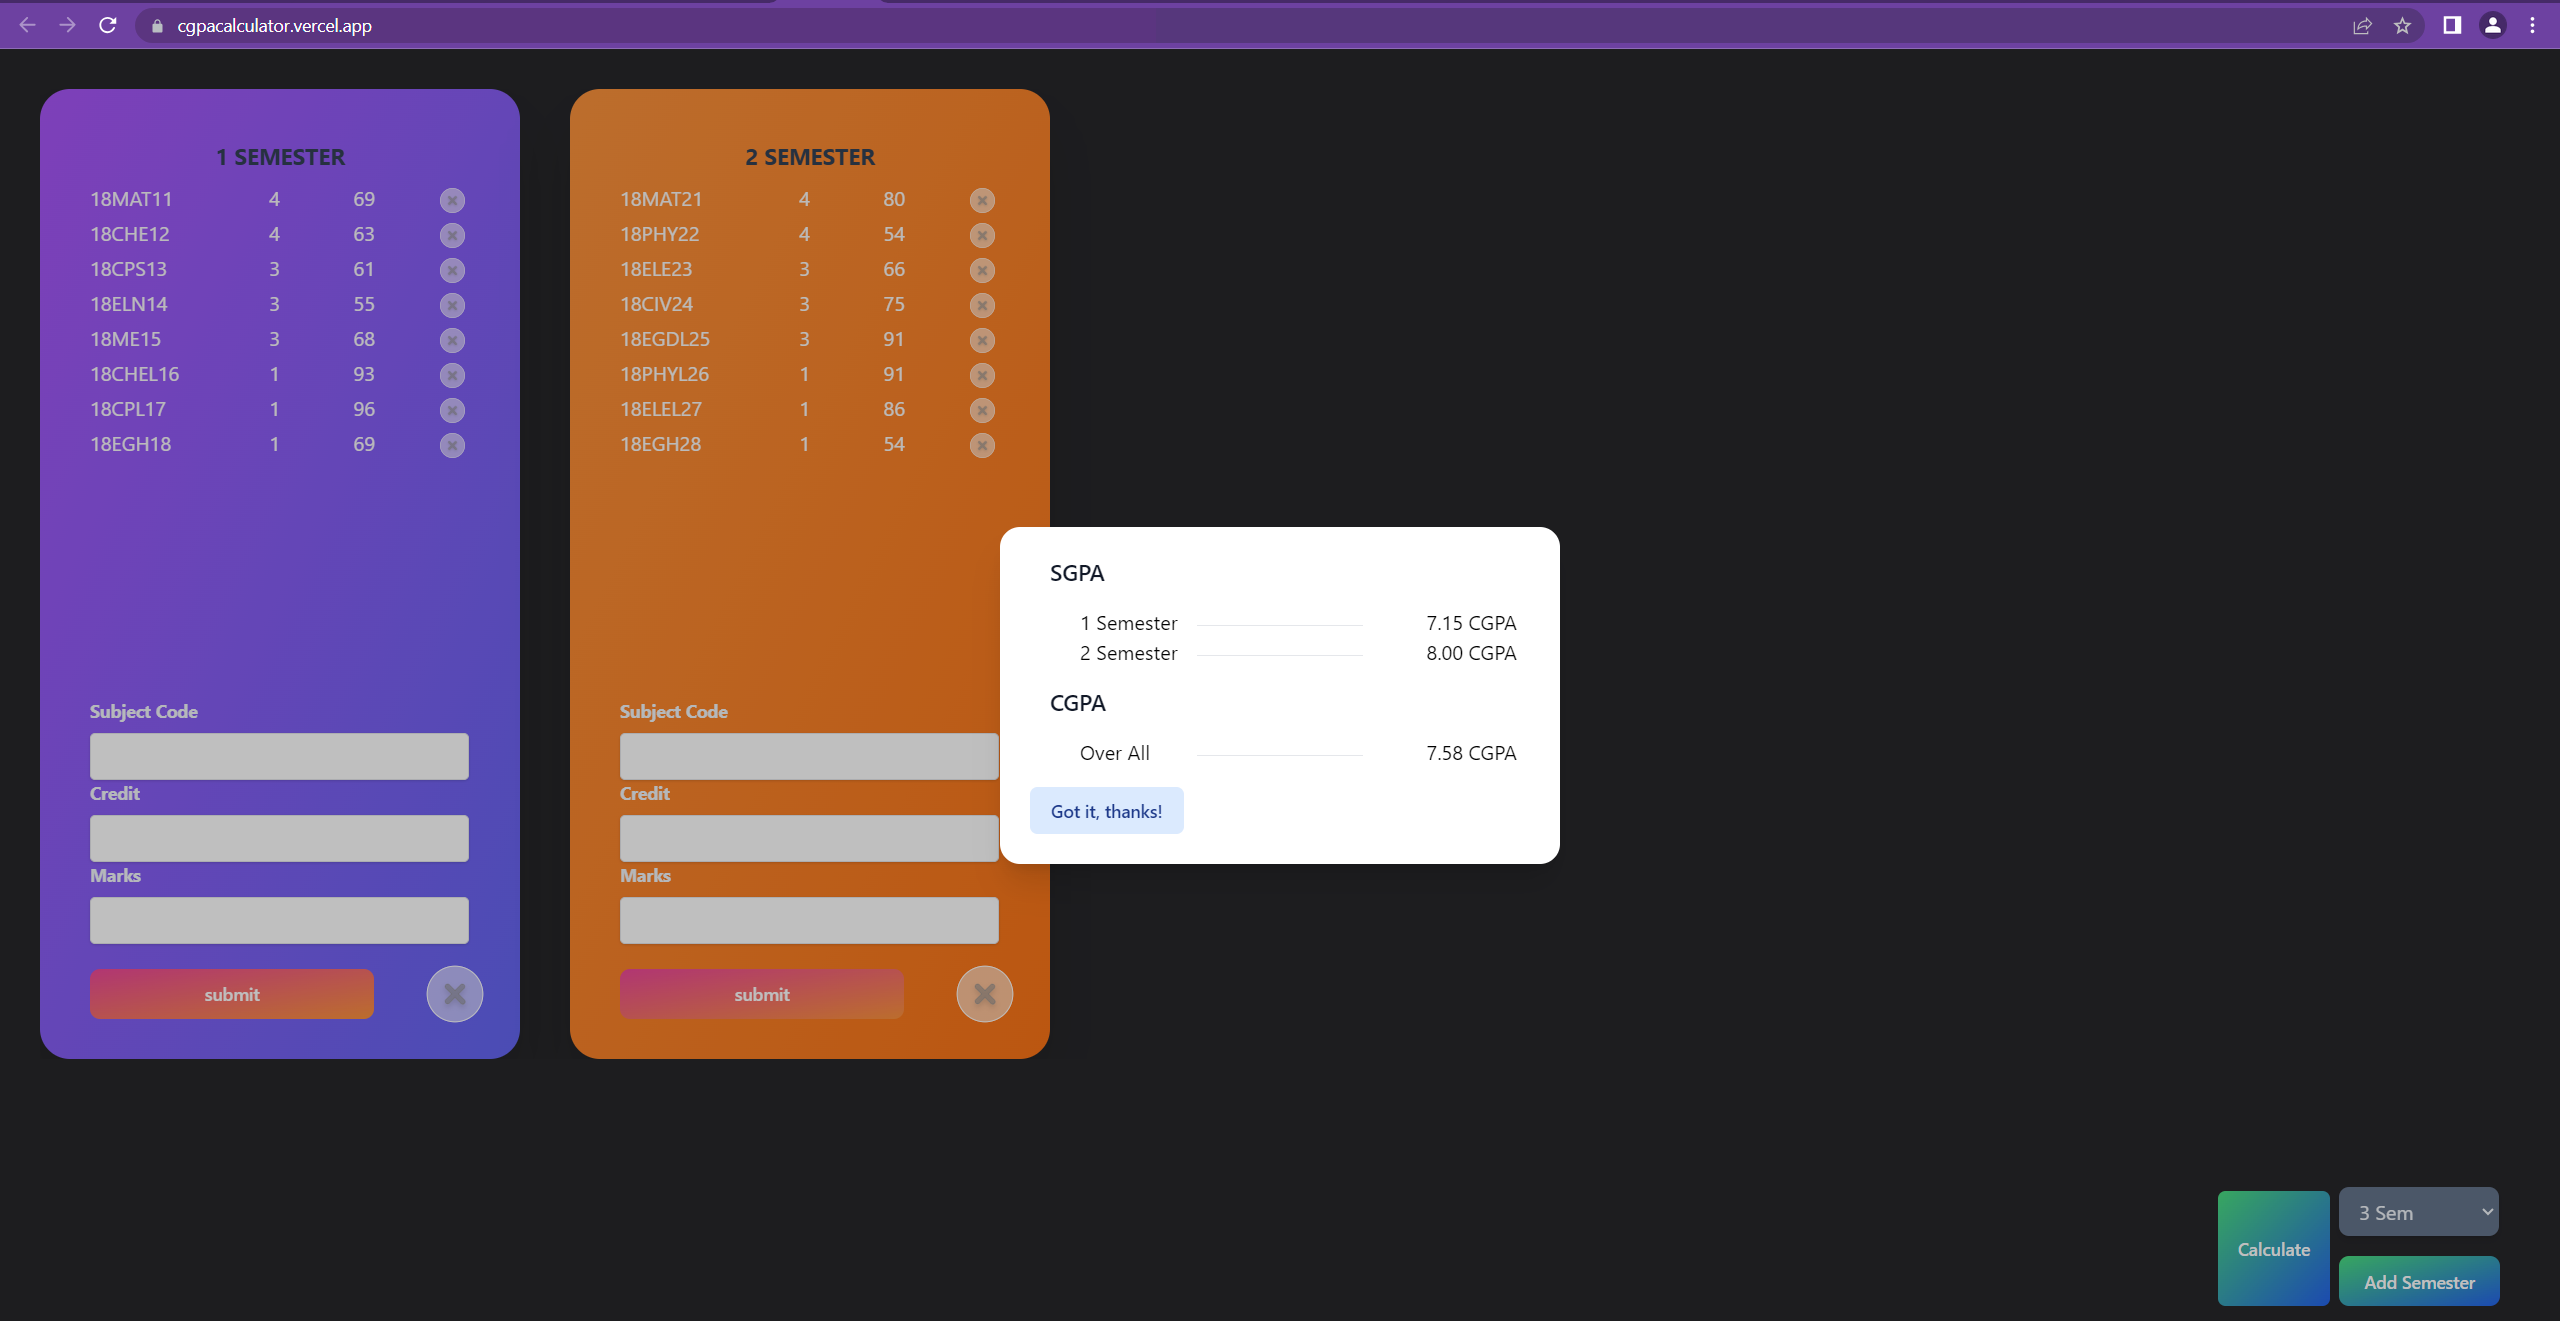 cgpacalculator.vercel.app
1 SEMESTER
18MAT11 4 69
18CHE12 4 63
18CPS13 3 61
18ELN14 3 55
18ME15 3 68
18CHEL16 1 93
18CPL17 1 96
18EGH18 1 69
Subject Code
Credit
Marks
submit
2 SEMESTER
18MAT21 4 80
18PHY22 4 54
18ELE23 3 66
18CIV24 3 75
18EGDL25 3 91
18PHYL26 1 91
18ELEL27 1 86
18EGH28 1 54
Subject Code
Credit
Marks
submit
SGPA
1 Semester 7.15 CGPA
2 Semester 8.00 CGPA
CGPA
Over All 7.58 CGPA
Got it, thanks!
Calculate
3 Sem
Add Semester